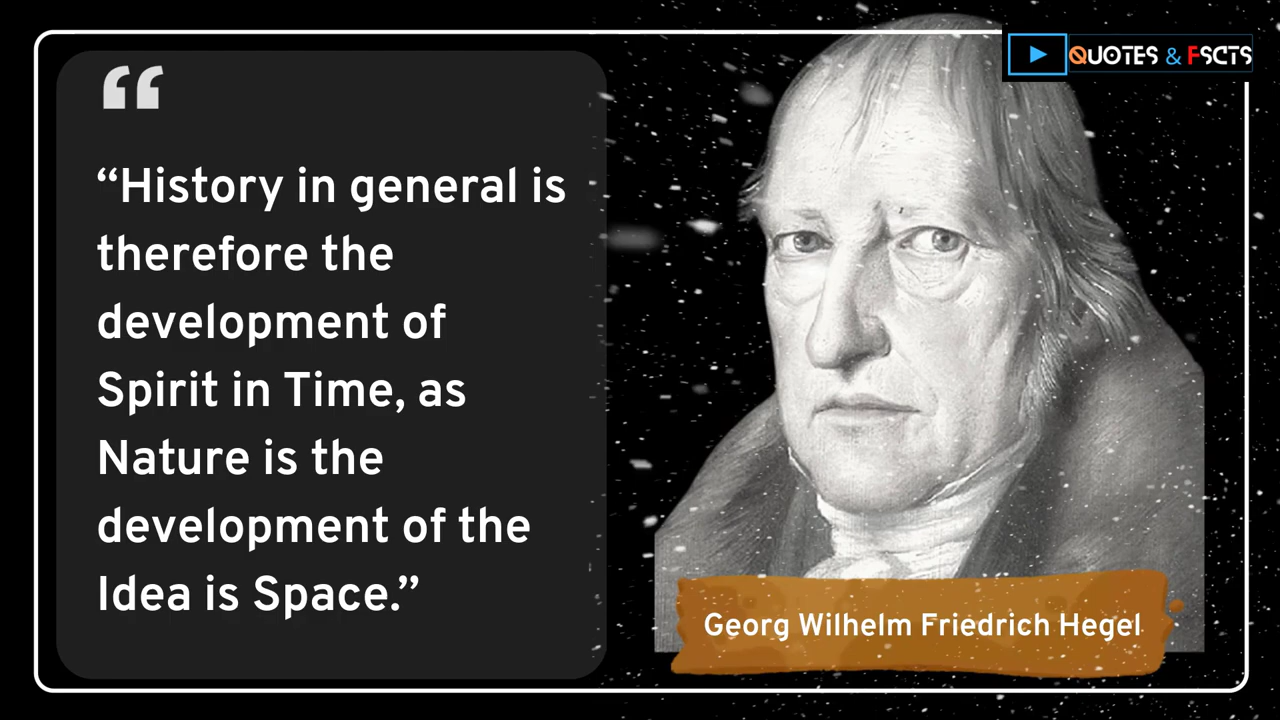 QUOTES & FSCTS
“
“History in general is
therefore the
development of
Spirit in Time, as
Nature is the
development of the
Idea is Space.”
Georg Wilhelm Friedrich Hegel